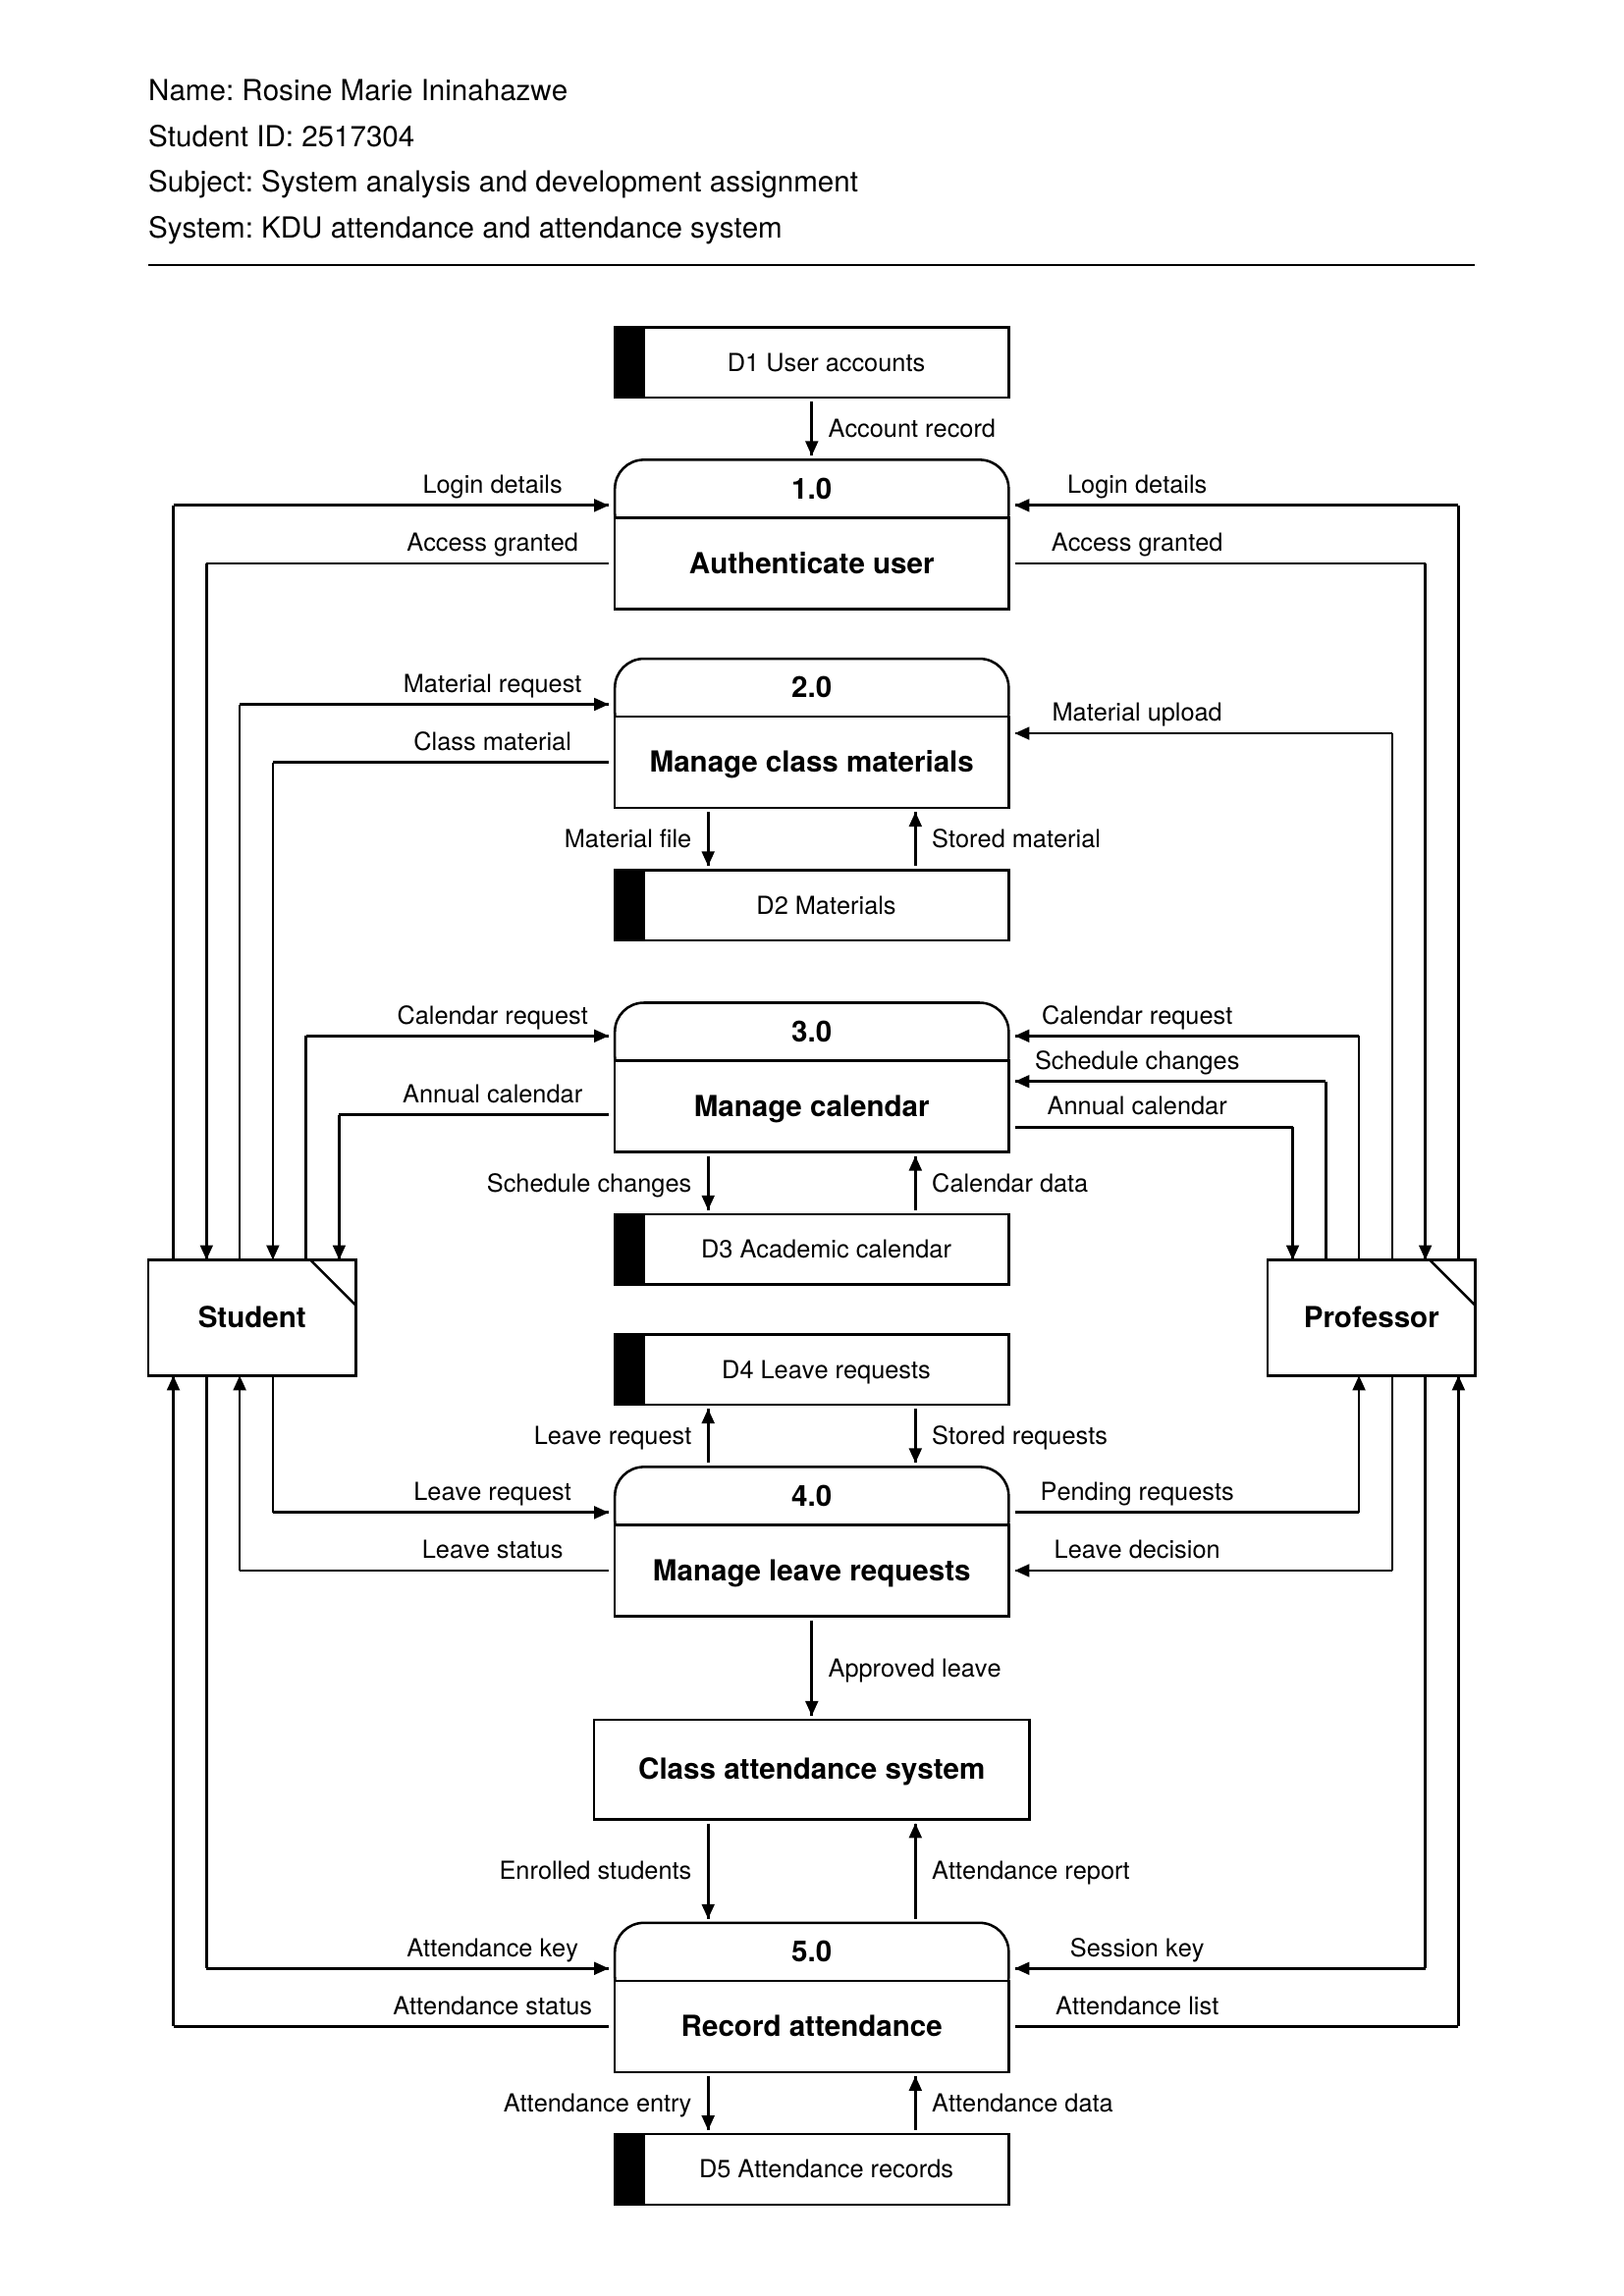 Name: Rosine Marie Ininahazwe
Student ID: 2517304
Subject: System analysis and development assignment
System: KDU attendance and attendance system
D1 User accounts
Account record
Login details
1.0
Login details
Access granted
Authenticate user
Access granted
Material request
2.0
Material upload
Class material
Manage class materials
Material file
Stored material
D2 Materials
Calendar request
3.0
Calendar request
Schedule changes
Annual calendar
Manage calendar
Annual calendar
Schedule changes
Calendar data
D3 Academic calendar
Student
Professor
D4 Leave requests
Leave request
Stored requests
Leave request
4.0
Pending requests
Leave status
Manage leave requests
Leave decision
Approved leave
Class attendance system
Enrolled students
Attendance report
Attendance key
5.0
Session key
Attendance status
Record attendance
Attendance list
Attendance entry
Attendance data
D5 Attendance records